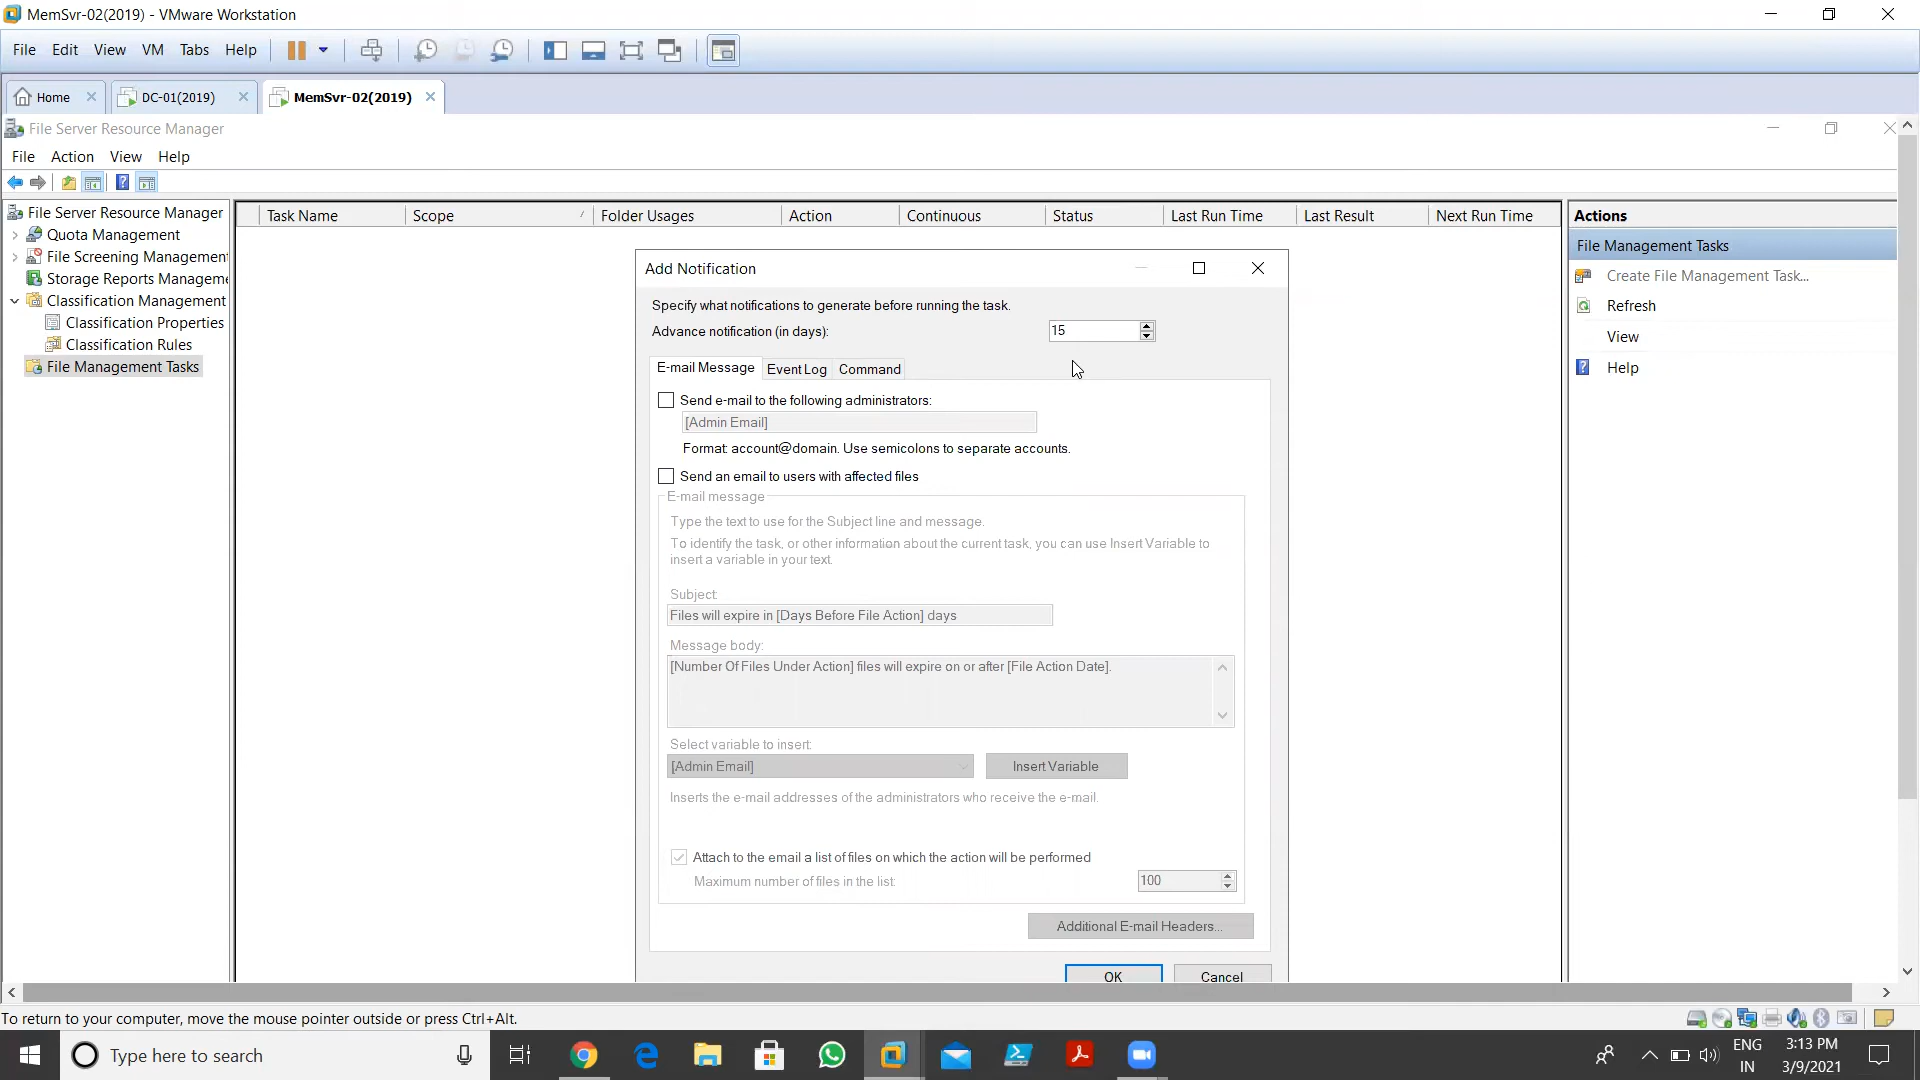 MemSvr-02(2019) - VMware Workstation
File Edit View VM Tabs Help
Home DC-01(2019) MemSvr-02(2019)
File Server Resource Manager
File Action View Help
File Server Resource Manager
Quota Management
File Screening Management
Storage Reports Manageme
Classification Management
Classification Properties
Classification Rules
File Management Tasks
Task Name Scope Folder Usages Action Continuous Status Last Run Time Last Result Next Run Time
Add Notification
Specify what notifications to generate before running the task.
Advance notification (in days): 15
E-mail Message Event Log Command
Send e-mail to the following administrators:
[Admin Email]
Format: account@domain. Use semicolons to separate accounts.
Send an email to users with affected files
E-mail message
Type the text to use for the Subject line and message.
To identify the task, or other information about the current task, you can use Insert Variable to
insert a variable in your text.
Subject:
Files will expire in [Days Before File Action] days
Message body:
[Number Of Files Under Action] files will expire on or after [File Action Date].
Select variable to insert:
[Admin Email] Insert Variable
Inserts the e-mail addresses of the administrators who receive the e-mail.
Attach to the email a list of files on which the action will be performed
Maximum number of files in the list: 100
Additional E-mail Headers...
OK Cancel
Actions
File Management Tasks
Create File Management Task...
Refresh
View
Help
To return to your computer, move the mouse pointer outside or press Ctrl+Alt.
Type here to search
ENG
IN
3:13 PM
3/9/2021